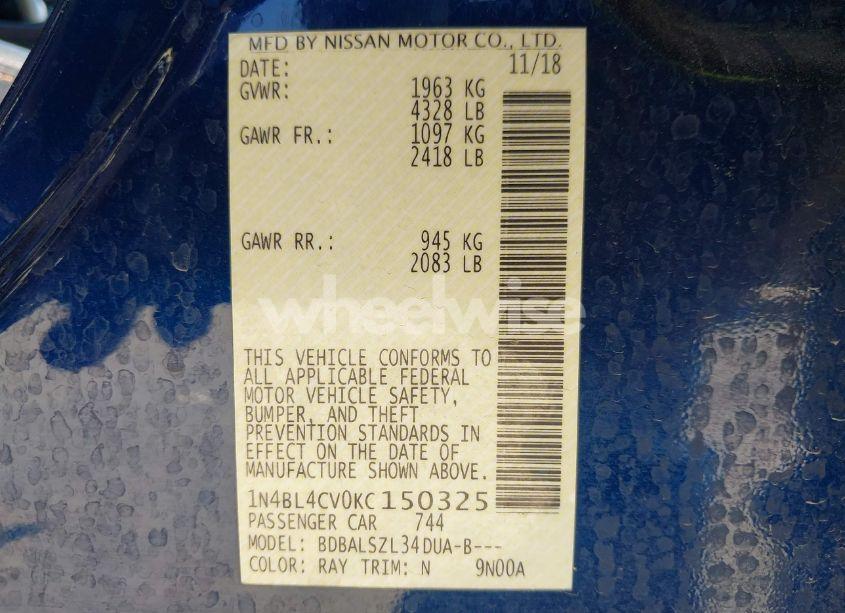 MFD BY NISSAN MOTOR CO., LTD.
DATE: 11/18
GVWR: 1963 KG
4328 LB
GAWR FR.: 1097 KG
2418 LB
GAWR RR.: 945 KG
2083 LB
wheelwise
THIS VEHICLE CONFORMS TO
ALL APPLICABLE FEDERAL
MOTOR VEHICLE SAFETY,
BUMPER, AND THEFT
PREVENTION STANDARDS IN
EFFECT ON THE DATE OF
MANUFACTURE SHOWN ABOVE.
1N4BL4CV0KC150325
PASSENGER CAR 744
MODEL: BDBALSZL34DUA-B---
COLOR: RAY TRIM: N 9N00A